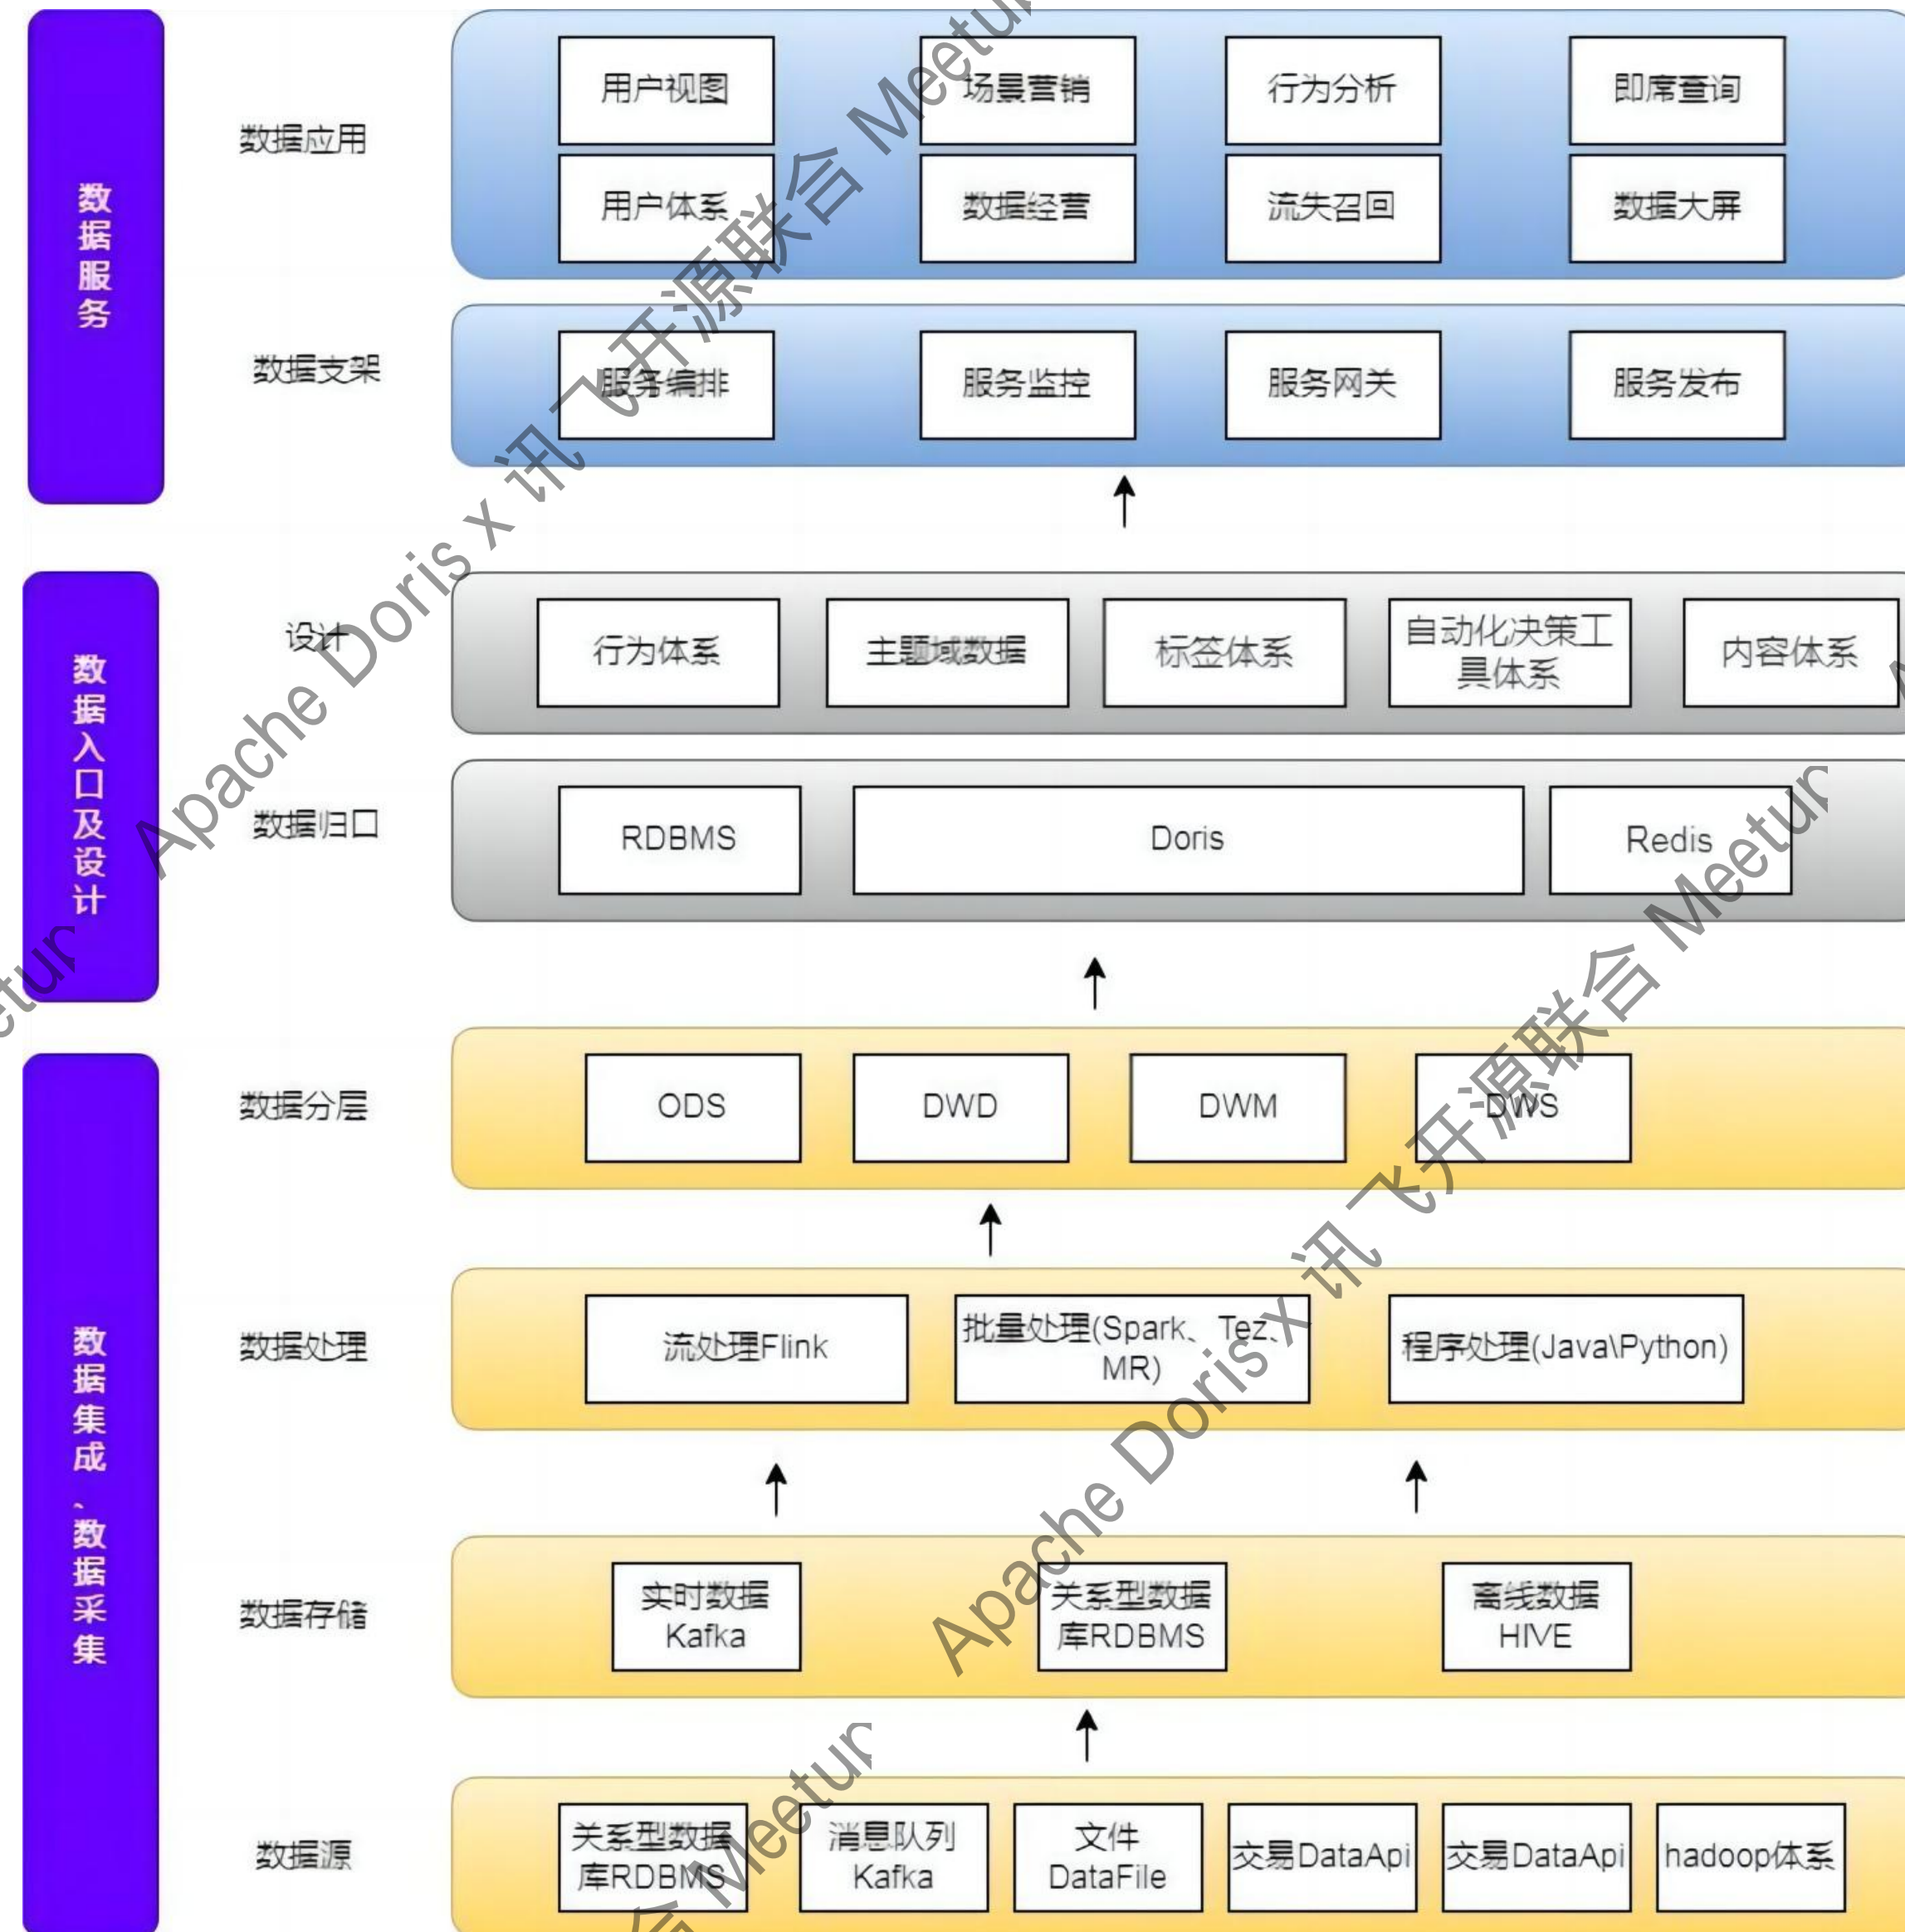 数据服务
数据应用
用户视图
场景营销
行为分析
即席查询
用户体系
数据经营
流失召回
数据大屏
数据支架
服务编排
服务监控
服务网关
服务发布
数据入口及设计
设计
行为体系
主题域数据
标签体系
自动化决策工
具体系
内容体系
数据归口
RDBMS
Doris
Redis
数据集成、数据采集
数据分层
ODS
DWD
DWM
DWS
数据处理
流处理Flink
批量处理(Spark、Tez、
MR)
程序处理(Java\Python)
数据存储
实时数据
Kafka
关系型数据
库RDBMS
离线数据
HIVE
数据源
关系型数据
库RDBMS
消息队列
Kafka
文件
DataFile
交易DataApi
交易DataApi
hadoop体系
Apache Doris x 讯飞开源联合 Meetup
Apache Doris x 讯飞开源联合 Meetup
合 Meetup